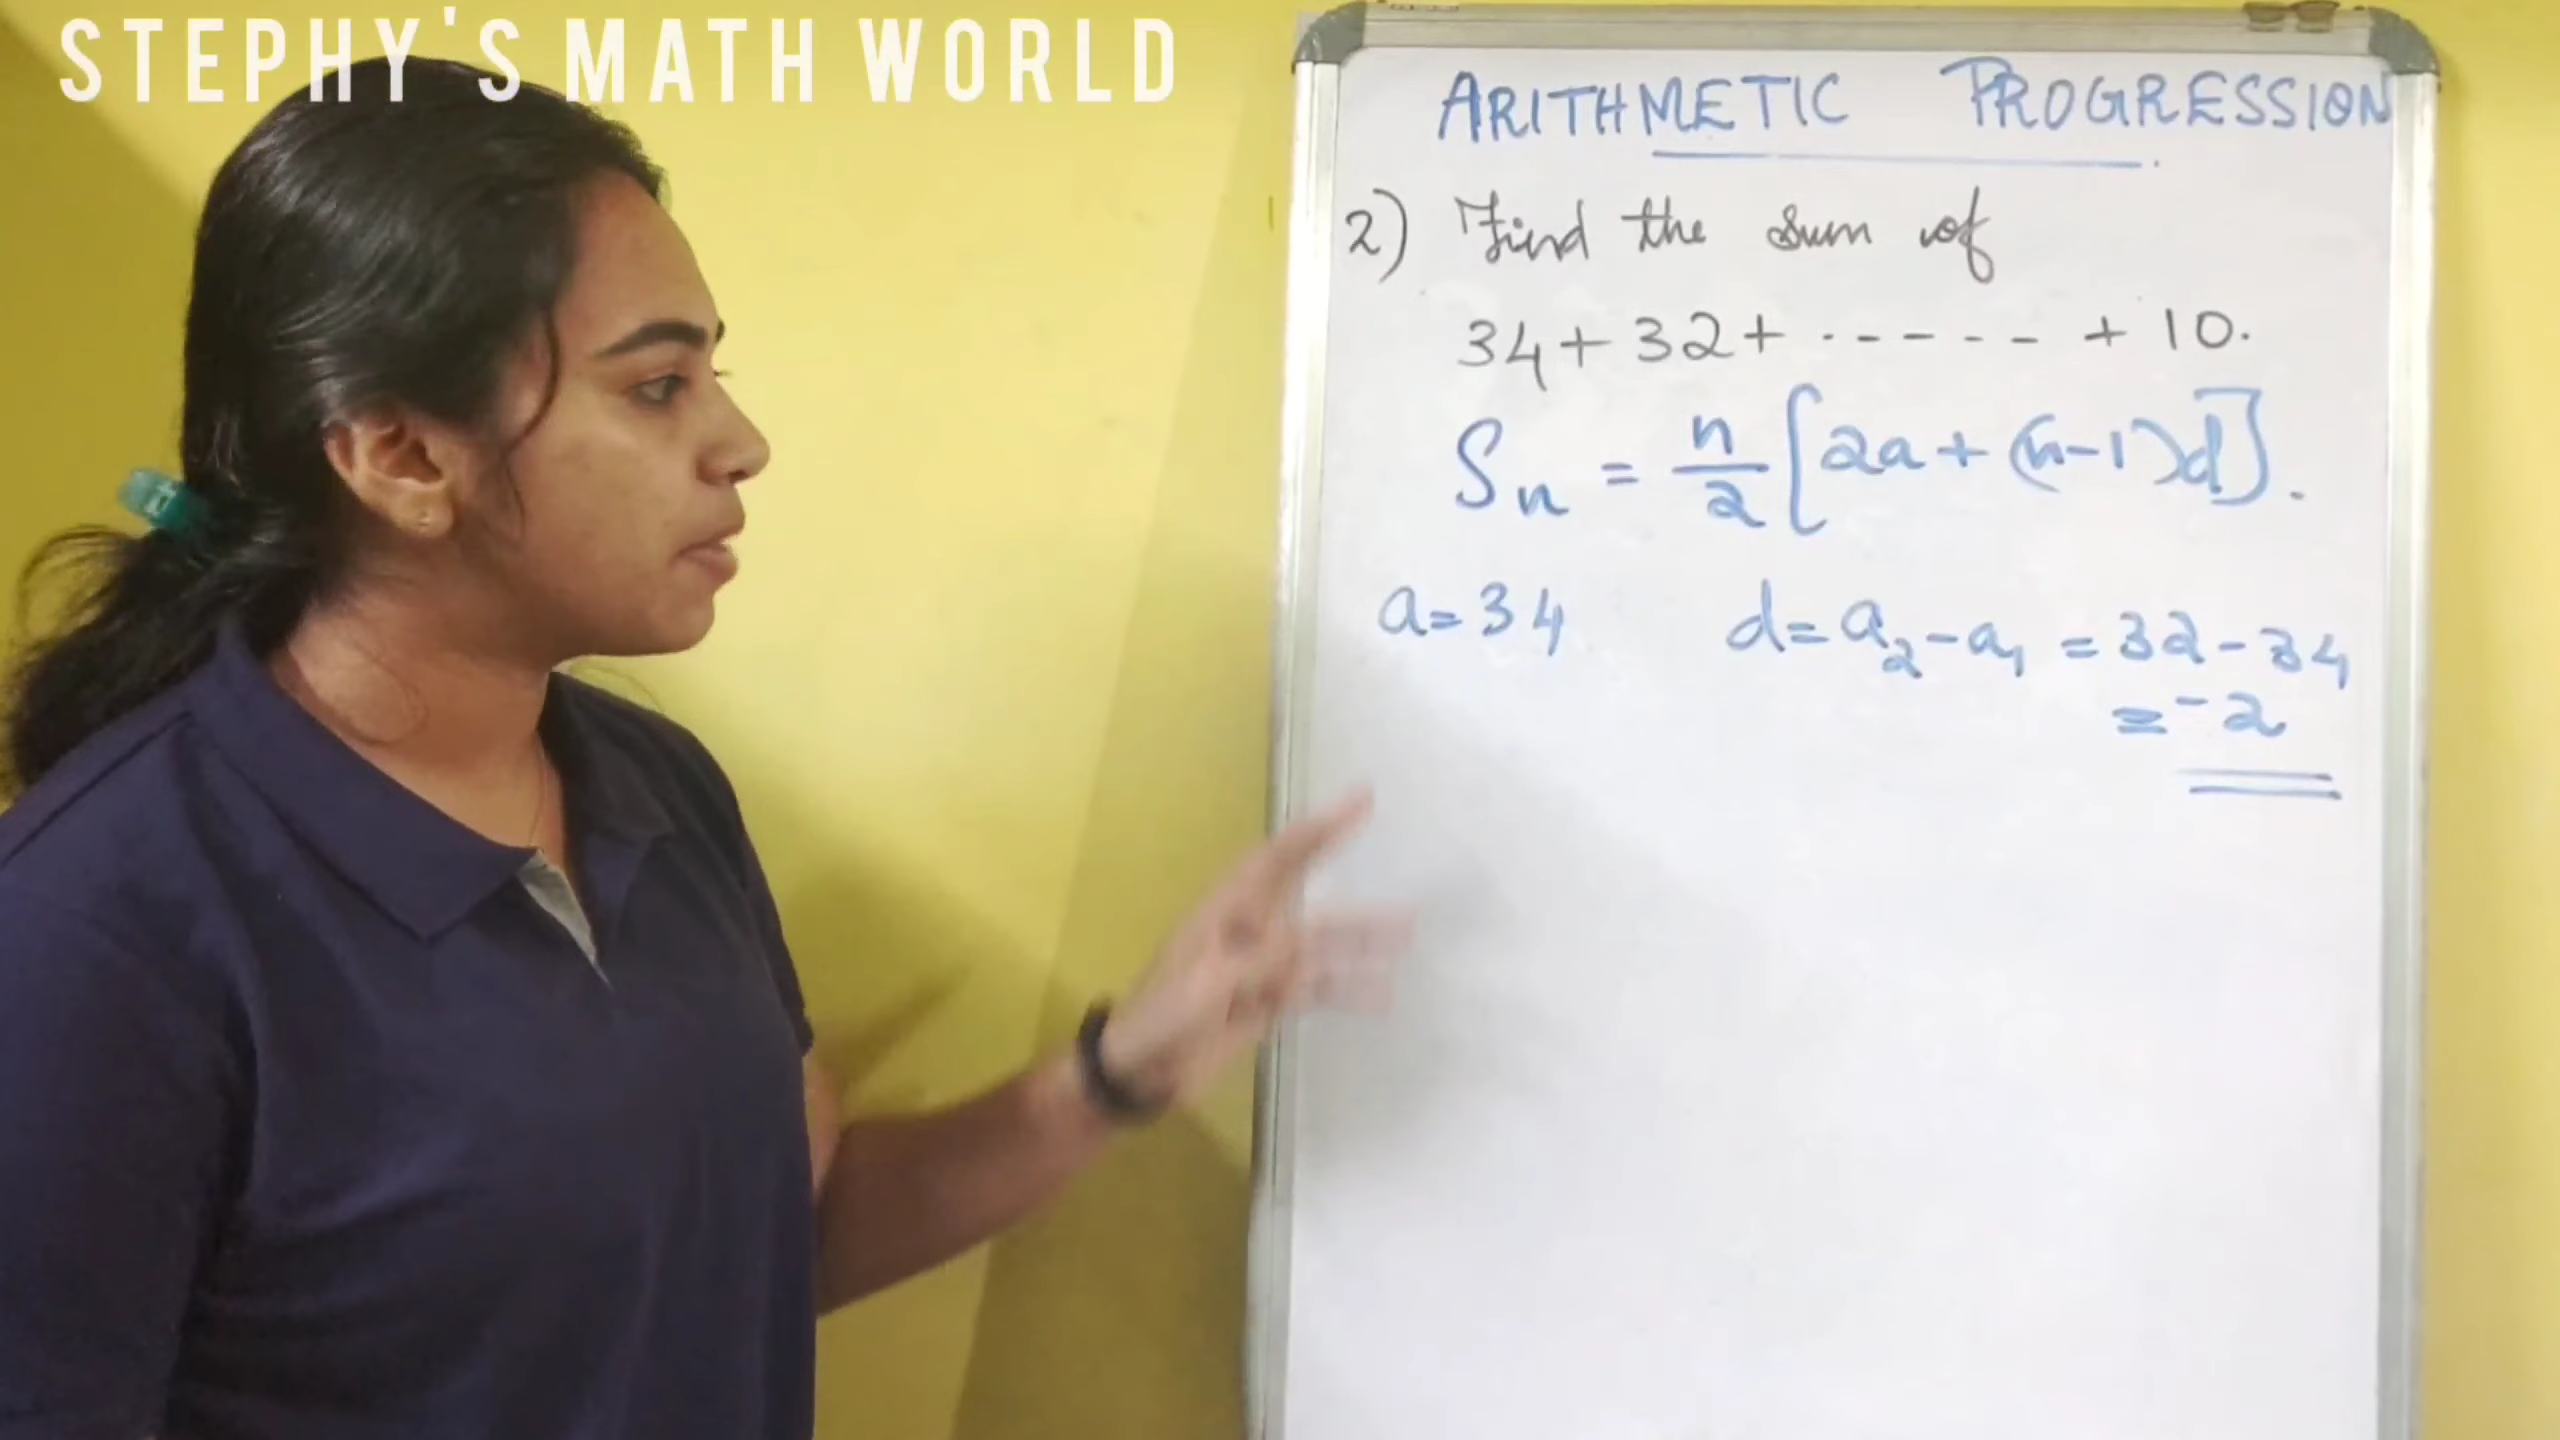 STEPHY'S MATH WORLD
ARITHMETIC PROGRESSION
2) Find the sum of
34 + 32 + ------ + 10.
Sn = n/2 [2a + (n-1)d].
a = 34 d = a₂ - a₁ = 32 - 34
= -2